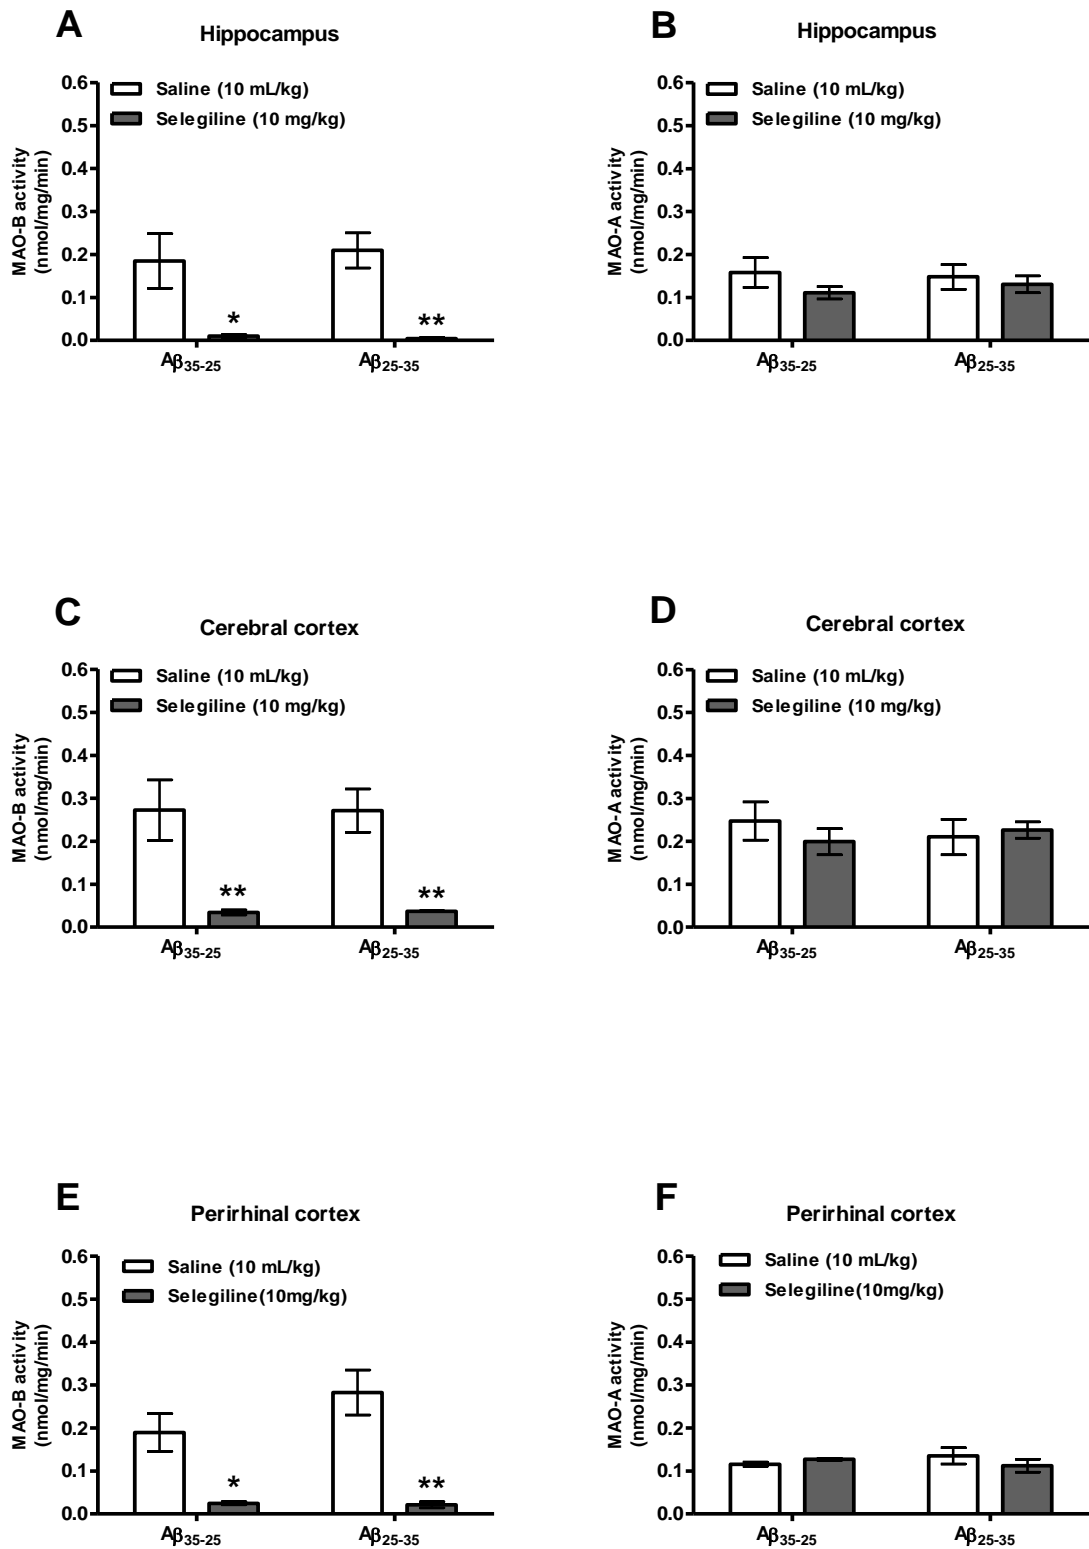 A
Hippocampus
Saline (10 mL/kg)
Selegiline (10 mg/kg)
MAO-B activity
(nmol/mg/min)
0.6
0.5
0.4
0.3
0.2
0.1
0.0
*
**
Aβ35-25
Aβ25-35
B
Hippocampus
Saline (10 mL/kg)
Selegiline (10 mg/kg)
MAO-A activity
(nmol/mg/min)
0.6
0.5
0.4
0.3
0.2
0.1
0.0
Aβ35-25
Aβ25-35
C
Cerebral cortex
Saline (10 mL/kg)
Selegiline (10 mg/kg)
MAO-B activity
(nmol/mg/min)
0.6
0.5
0.4
0.3
0.2
0.1
0.0
**
**
Aβ35-25
Aβ25-35
D
Cerebral cortex
Saline (10 mL/kg)
Selegiline (10 mg/kg)
MAO-A activity
(nmol/mg/min)
0.6
0.5
0.4
0.3
0.2
0.1
0.0
Aβ35-25
Aβ25-35
E
Perirhinal cortex
Saline (10 mL/kg)
Selegiline(10mg/kg)
MAO-B activity
(nmol/mg/min)
0.6
0.5
0.4
0.3
0.2
0.1
0.0
*
**
Aβ35-25
Aβ25-35
F
Perirhinal cortex
Saline (10 mL/kg)
Selegiline(10mg/kg)
MAO-A activity
(nmol/mg/min)
0.6
0.5
0.4
0.3
0.2
0.1
0.0
Aβ35-25
Aβ25-35